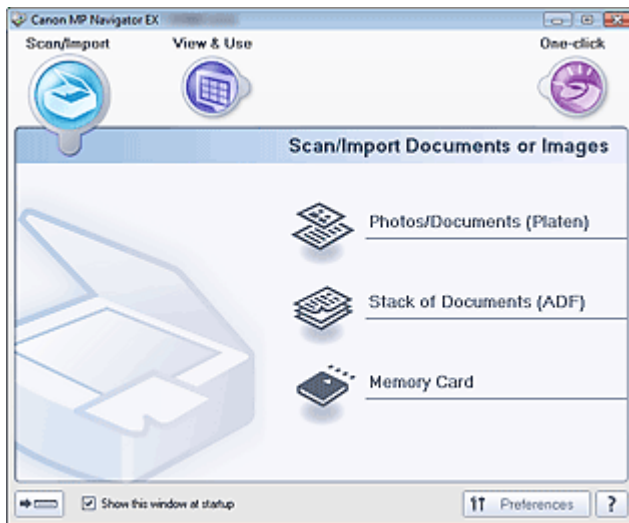 Canon MP Navigator EX
Scan/Import
View & Use
One-click
Scan/Import Documents or Images
Photos/Documents (Platen)
Stack of Documents (ADF)
Memory Card
Show this window at startup
Preferences
?